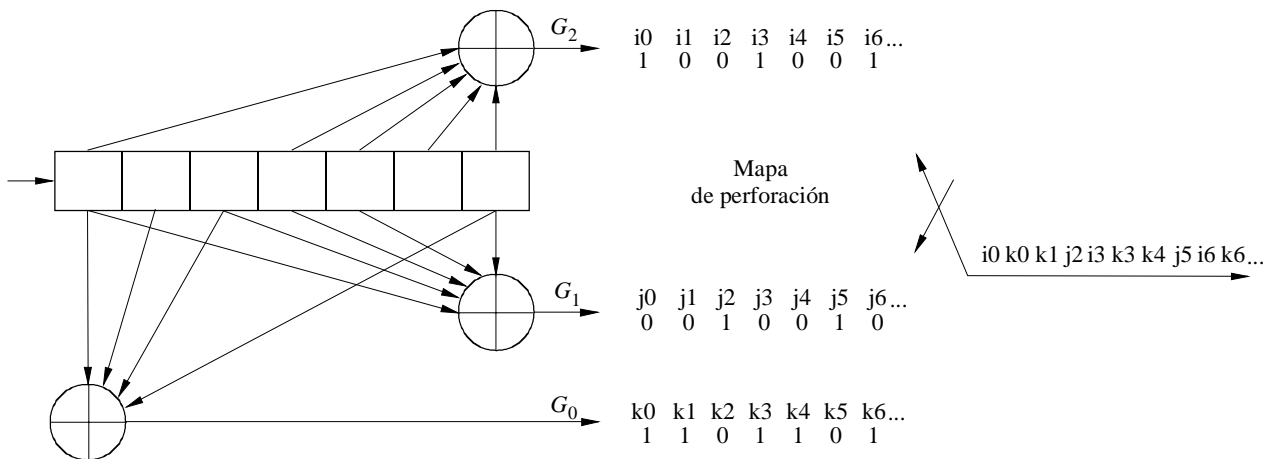 G2 i0 i1 i2 i3 i4 i5 i6...
1 0 0 1 0 0 1
Mapa
de perforación
i0 k0 k1 j2 i3 k3 k4 j5 i6 k6...
G1 j0 j1 j2 j3 j4 j5 j6...
0 0 1 0 0 1 0
G0 k0 k1 k2 k3 k4 k5 k6...
1 1 0 1 1 0 1